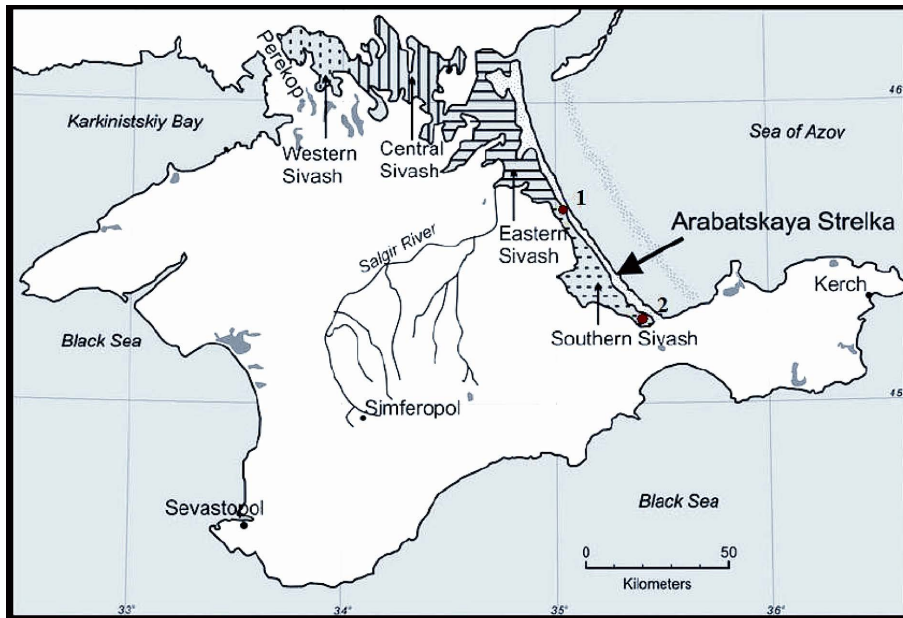 Perekop
46
Karkinistskiy Bay
Sea of Azov
Western
Sivash
Central
Sivash
1
Arabatskaya Strelka
Eastern
Sivash
Salgir River
Kerch
2
Black Sea
Southern Sivash
Simferopol
45
Sevastopol
Black Sea
0
50
Kilometers
33°
34°
35°
36°